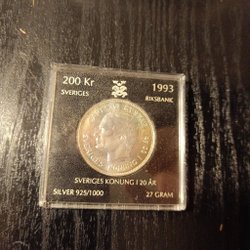 200 Kr 1993
SVERIGES RIKSBANK
SVERIGES KONUNG I 20 ÅR
SILVER 925/1000 27 GRAM